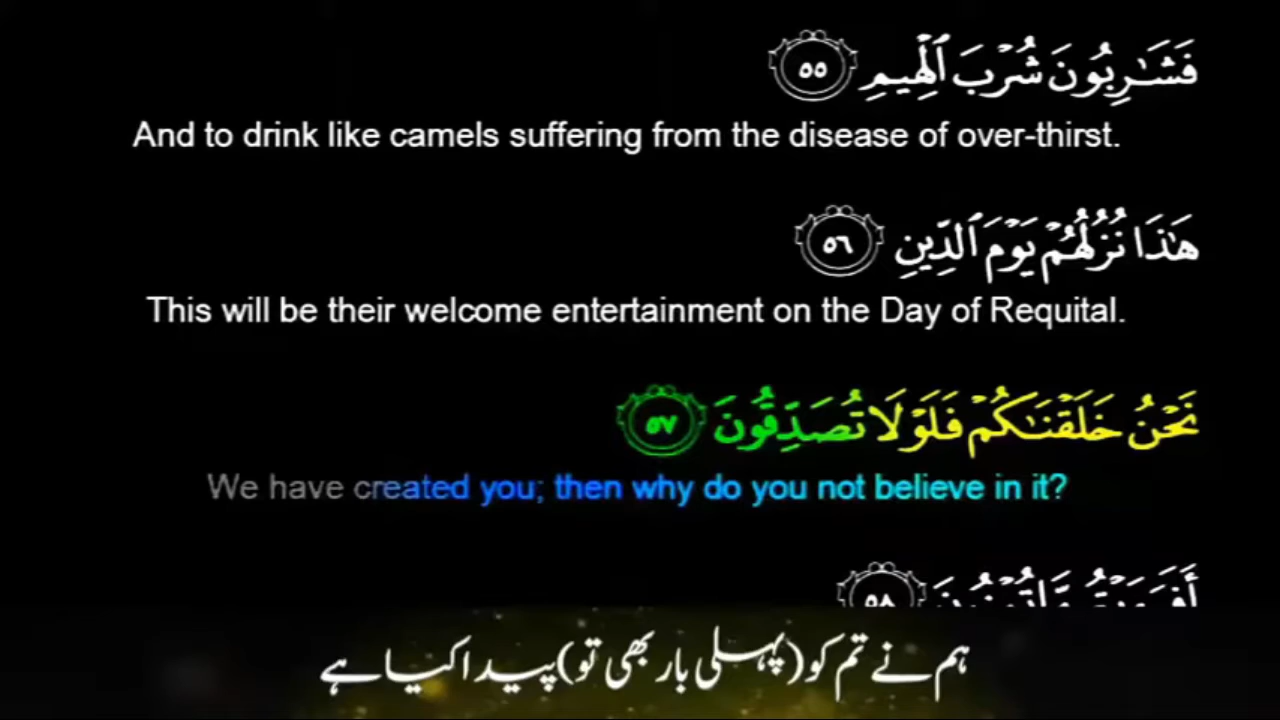 فَشَـٰرِبُونَ شُرْبَ ٱلْهِيمِ ٥٥
And to drink like camels suffering from the disease of over-thirst.
هَـٰذَا نُزُلُهُمْ يَوْمَ ٱلدِّينِ ٥٦
This will be their welcome entertainment on the Day of Requital.
نَحْنُ خَلَقْنَـٰكُمْ فَلَوْلَا تُصَدِّقُونَ ٥٧
We have created you; then why do you not believe in it?
ہم نے تم کو (پہلی بار بھی تو) پیدا کیا ہے